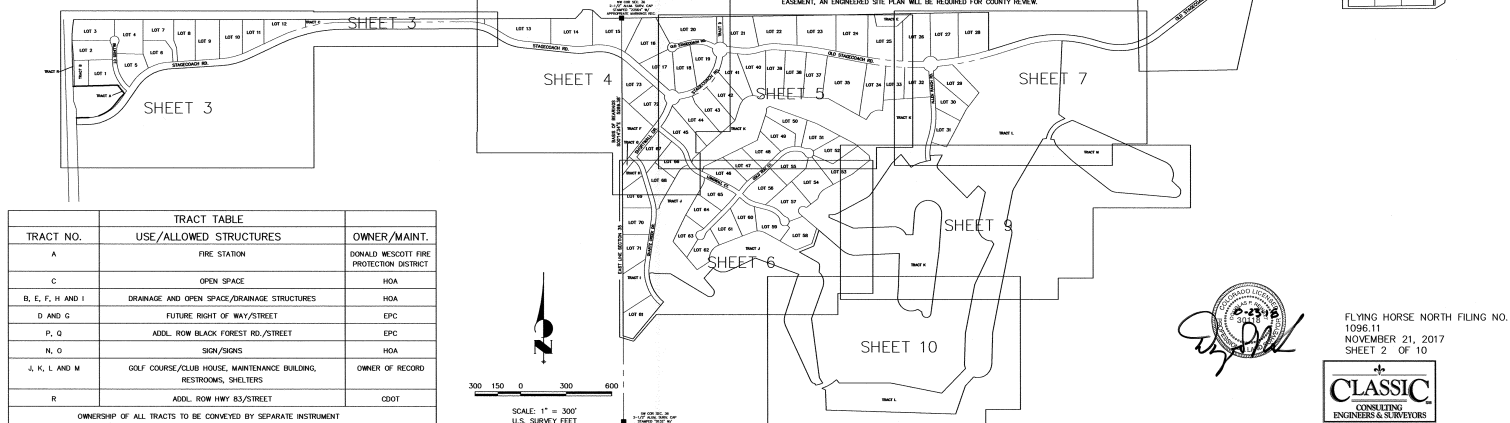 EASEMENT, AN ENGINEERED SITE PLAN WILL BE REQUIRED FOR COUNTY REVIEW.
SHEET 3
LOT 3
LOT 4
LOT 7
LOT 8
LOT 9
LOT 10
LOT 11
LOT 12
TRACT C
LOT 2
LOT 6
LOT 5
LOT 1
TRACT B
TRACT A
STAGECOACH RD.
SHEET 3
LOT 13
LOT 14
LOT 15
STAGECOACH RD.
SHEET 4
LOT 16
LOT 17
LOT 18
LOT 19
LOT 20
TRACT D
LOT 21
LOT 22
LOT 23
LOT 24
LOT 25
LOT 26
LOT 27
LOT 28
OLD STAGECOACH RD.
OLD STAGECOACH RD.
STAGECOACH RD.
LOT 73
LOT 72
LOT 41
LOT 42
LOT 43
LOT 44
LOT 45
LOT 40
LOT 39
LOT 38
LOT 37
LOT 35
LOT 34
LOT 33
LOT 32
SHEET 5
SHEET 7
LOT 29
LOT 30
LOT 31
TRACT L
TRACT M
TRACT F
TRACT K
LOT 50
LOT 51
LOT 52
LOT 53
LOT 49
LOT 48
LOT 47
LOT 46
LOT 55
LOT 54
LOT 56
LOT 57
LOT 66
LOT 67
LOT 68
LOT 69
LOT 70
LOT 71
TRACT I
TRACT J
LOT 65
LOT 64
LOT 63
LOT 62
LOT 61
LOT 60
LOT 59
LOT 58
TRACT J
SHEET 6
LOT 81
EAST LINE SECTION 35
BASIS OF BEARINGS
SHEET 9
TRACT K
SHEET 10
TRACT L
TRACT TABLE
TRACT NO. USE/ALLOWED STRUCTURES OWNER/MAINT.
A FIRE STATION DONALD WESCOTT FIRE PROTECTION DISTRICT
C OPEN SPACE HOA
B, E, F, H AND I DRAINAGE AND OPEN SPACE/DRAINAGE STRUCTURES HOA
D AND G FUTURE RIGHT OF WAY/STREET EPC
P, Q ADDL. ROW BLACK FOREST RD./STREET EPC
N, O SIGN/SIGNS HOA
J, K, L AND M GOLF COURSE/CLUB HOUSE, MAINTENANCE BUILDING, RESTROOMS, SHELTERS OWNER OF RECORD
R ADDL. ROW HWY 83/STREET CDOT
OWNERSHIP OF ALL TRACTS TO BE CONVEYED BY SEPARATE INSTRUMENT
N
300 150 0 300 600
SCALE: 1" = 300'
U.S. SURVEY FEET
COLORADO LICENSED
30118
FLYING HORSE NORTH FILING NO.
1096.11
NOVEMBER 21, 2017
SHEET 2 OF 10
CLASSIC
CONSULTING
ENGINEERS & SURVEYORS